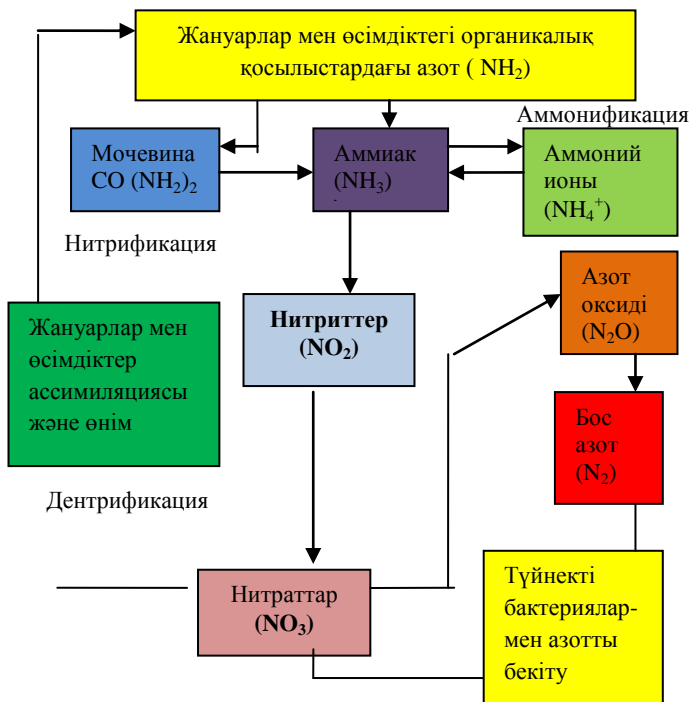 Жануарлар мен өсімдіктегі органикалық
қосылыстардағы азот ( NH₂)
Аммонификация
Мочевина
CO (NH₂)₂
Аммиак
(NH₃)
Аммоний
ионы
(NH₄⁺)
Нитрификация
Азот
оксиді
(N₂O)
Нитриттер
(NO₂)
Жануарлар мен
өсімдіктер
ассимиляциясы
және өнім
Бос
азот
(N₂)
Дентрификация
Нитраттар
(NO₃)
Түйнекті
бактериялар-
мен азотты
бекіту